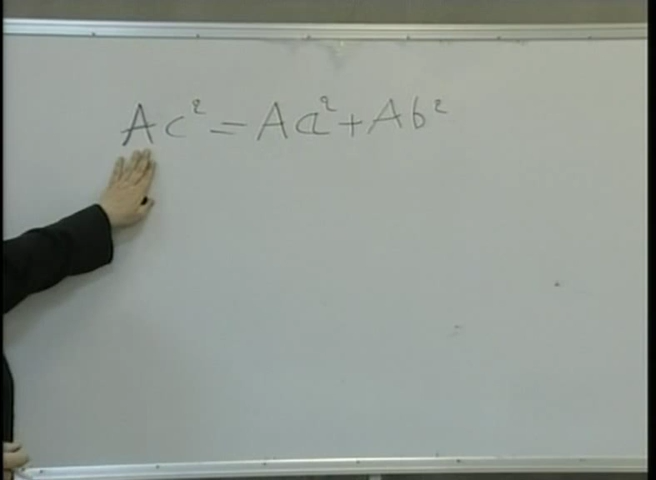 Ac² = Aa² + Ab²